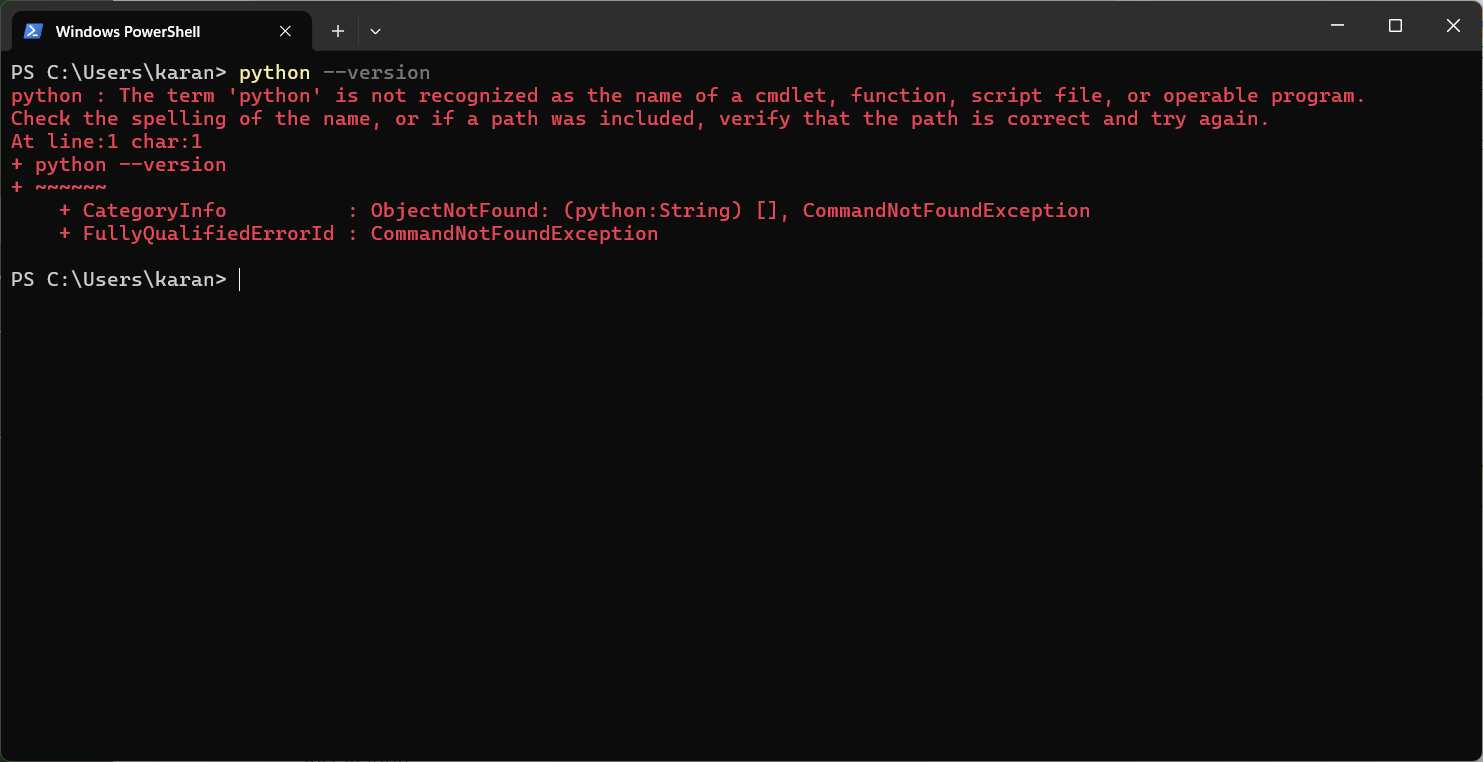 Windows PowerShell
PS C:\Users\karan> python --version
python : The term 'python' is not recognized as the name of a cmdlet, function, script file, or operable program.
Check the spelling of the name, or if a path was included, verify that the path is correct and try again.
At line:1 char:1
+ python --version
+ ~~~~~~
    + CategoryInfo          : ObjectNotFound: (python:String) [], CommandNotFoundException
    + FullyQualifiedErrorId : CommandNotFoundException
PS C:\Users\karan>